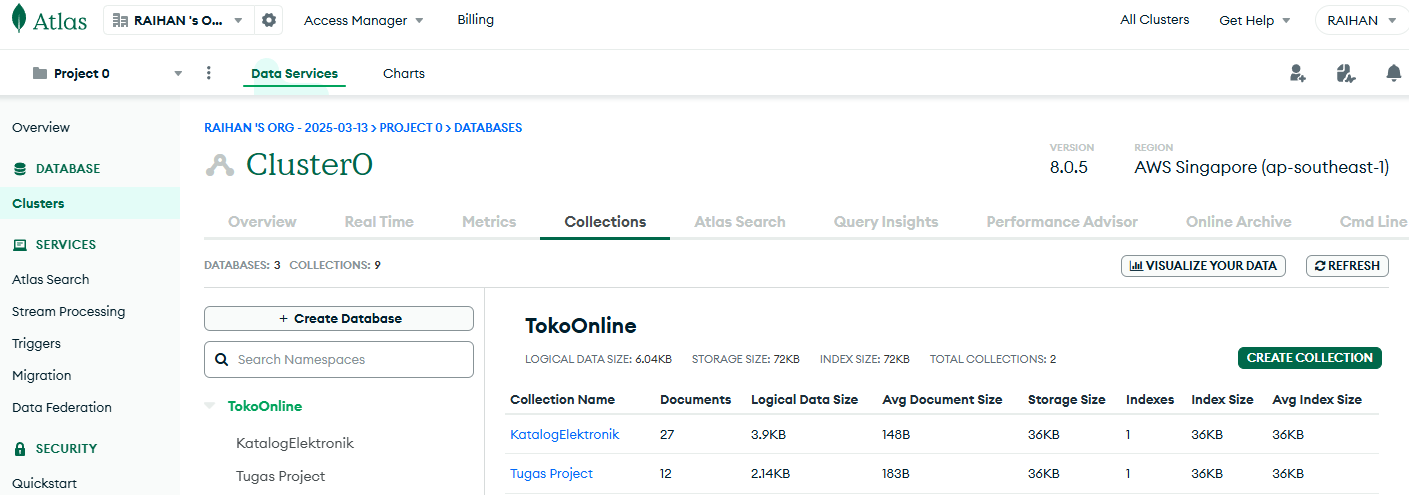 Atlas RAIHAN 's O... Access Manager Billing All Clusters Get Help RAIHAN
Project 0 Data Services Charts
Overview
DATABASE
Clusters
SERVICES
Atlas Search
Stream Processing
Triggers
Migration
Data Federation
SECURITY
Quickstart
RAIHAN 'S ORG - 2025-03-13 > PROJECT 0 > DATABASES
Cluster0
VERSION
8.0.5
REGION
AWS Singapore (ap-southeast-1)
Overview Real Time Metrics Collections Atlas Search Query Insights Performance Advisor Online Archive Cmd Line
DATABASES: 3 COLLECTIONS: 9 VISUALIZE YOUR DATA REFRESH
+ Create Database
Search Namespaces
TokoOnline
KatalogElektronik
Tugas Project
TokoOnline
LOGICAL DATA SIZE: 6.04KB STORAGE SIZE: 72KB INDEX SIZE: 72KB TOTAL COLLECTIONS: 2 CREATE COLLECTION
Collection Name Documents Logical Data Size Avg Document Size Storage Size Indexes Index Size Avg Index Size
KatalogElektronik 27 3.9KB 148B 36KB 1 36KB 36KB
Tugas Project 12 2.14KB 183B 36KB 1 36KB 36KB